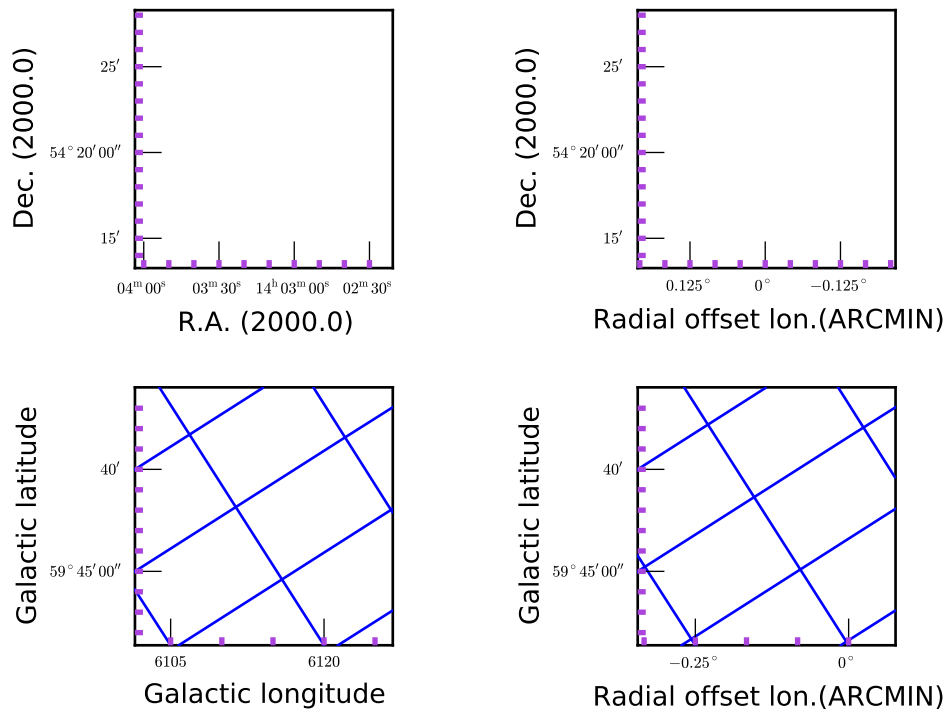 Dec. (2000.0)
25′
54° 20′ 00″
15′
04ᵐ 00ˢ 03ᵐ 30ˢ 14ʰ 03ᵐ 00ˢ 02ᵐ 30ˢ
R.A. (2000.0)
Dec. (2000.0)
25′
54° 20′ 00″
15′
0.125° 0° −0.125°
Radial offset lon.(ARCMIN)
Galactic latitude
40′
59° 45′ 00″
6105 6120
Galactic longitude
Galactic latitude
40′
59° 45′ 00″
−0.25° 0°
Radial offset lon.(ARCMIN)